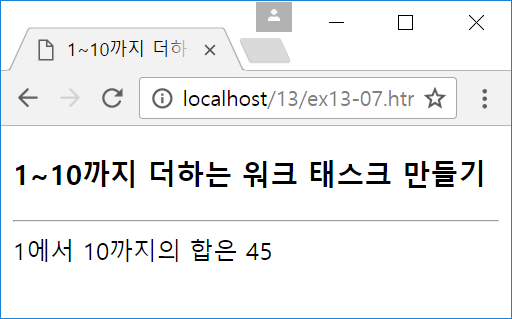 1~10까지 더하
localhost/13/ex13-07.htr
1~10까지 더하는 워크 태스크 만들기
1에서 10까지의 합은 45